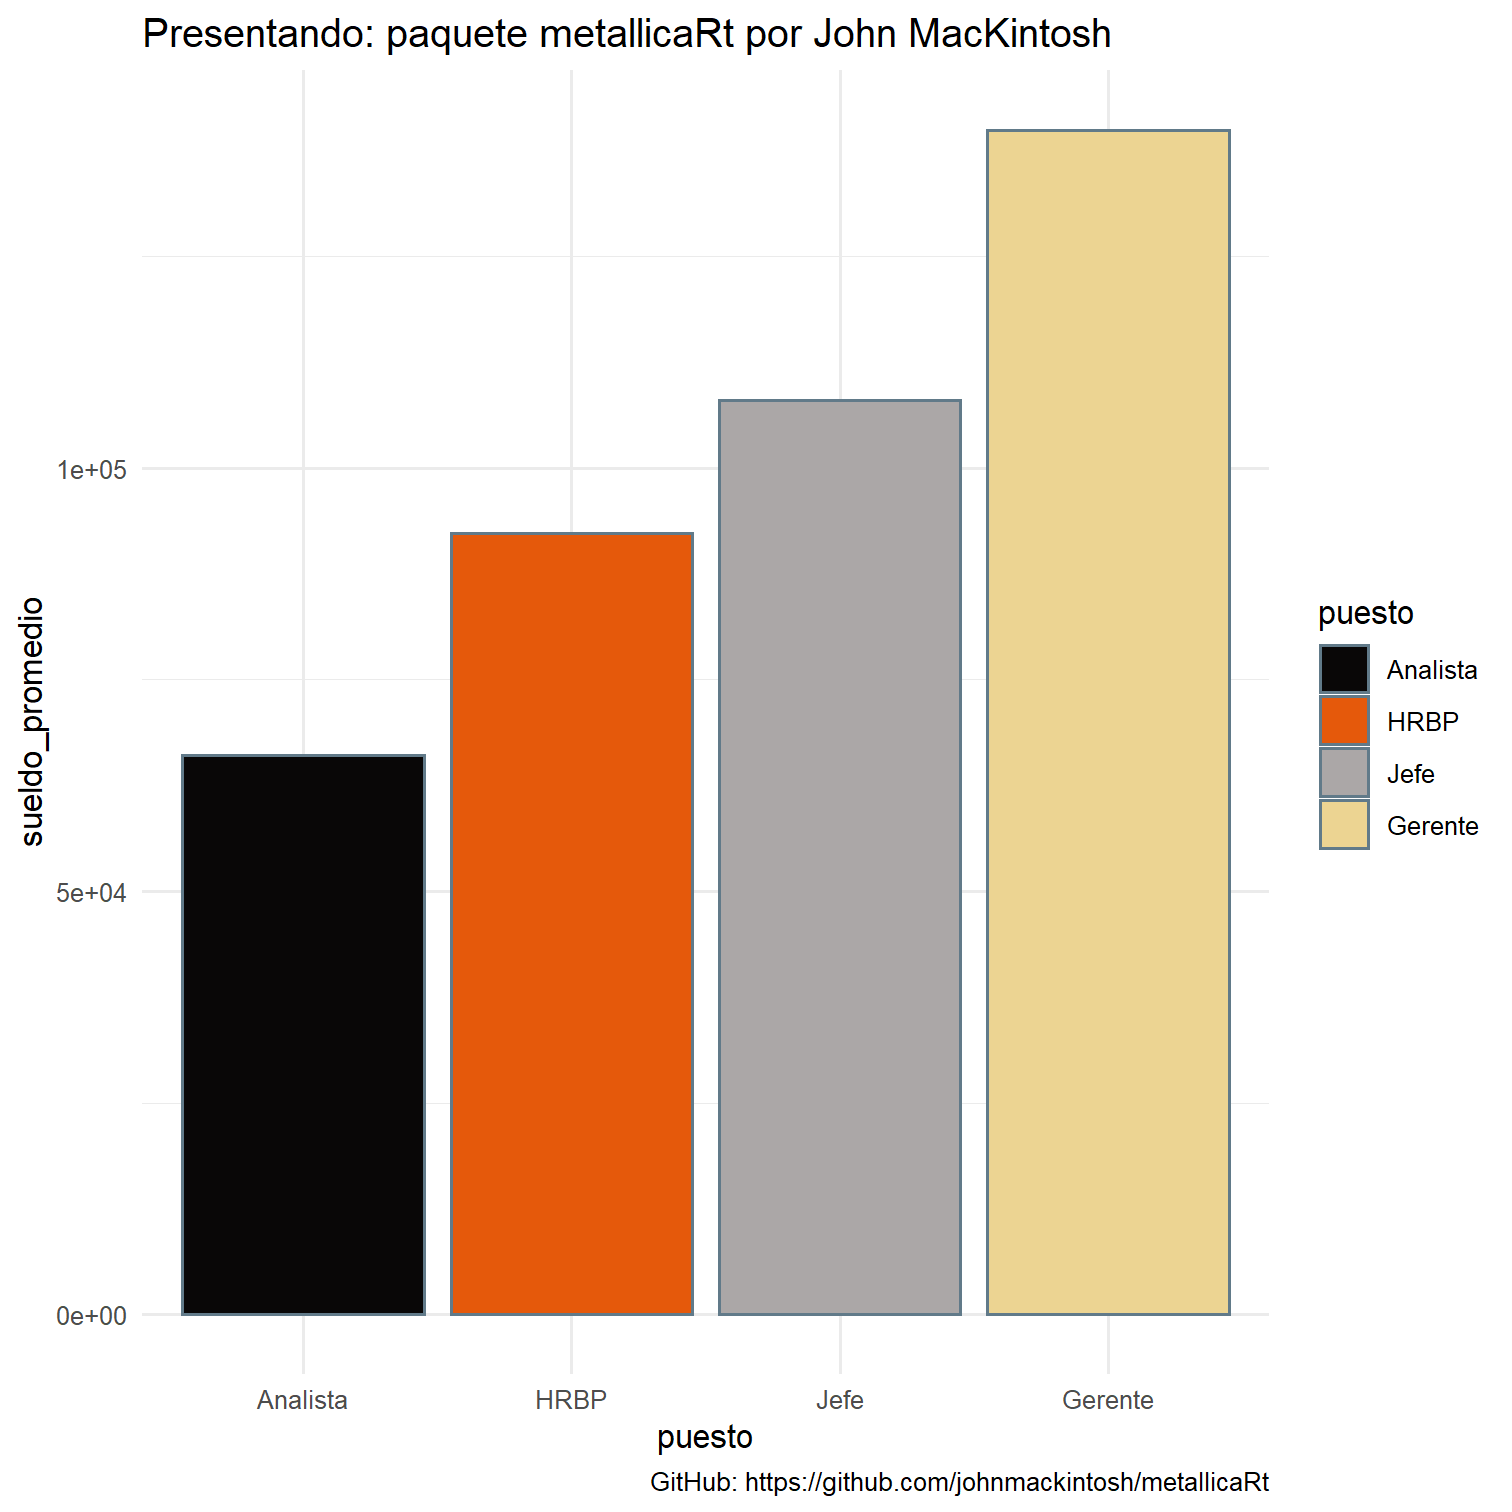 Presentando: paquete metallicaRt por John MacKintosh
sueldo_promedio
1e+05
5e+04
0e+00
Analista
HRBP
Jefe
Gerente
puesto
puesto
Analista
HRBP
Jefe
Gerente
GitHub: https://github.com/johnmackintosh/metallicaRt